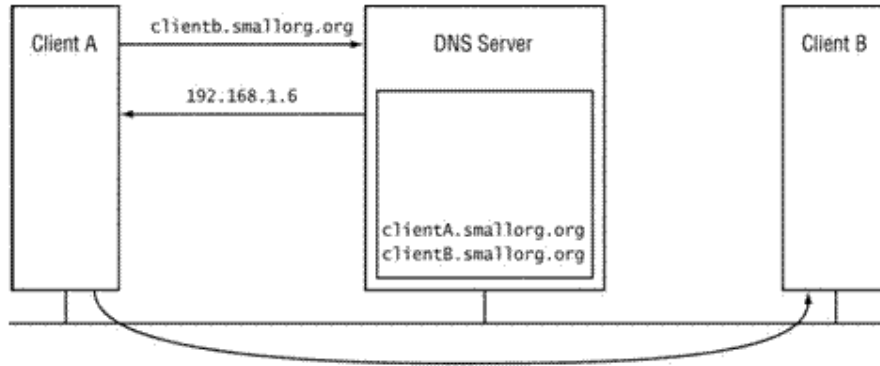 clientb.smallorg.org
Client A
DNS Server
Client B
192.168.1.6
clientA.smallorg.org
clientB.smallorg.org